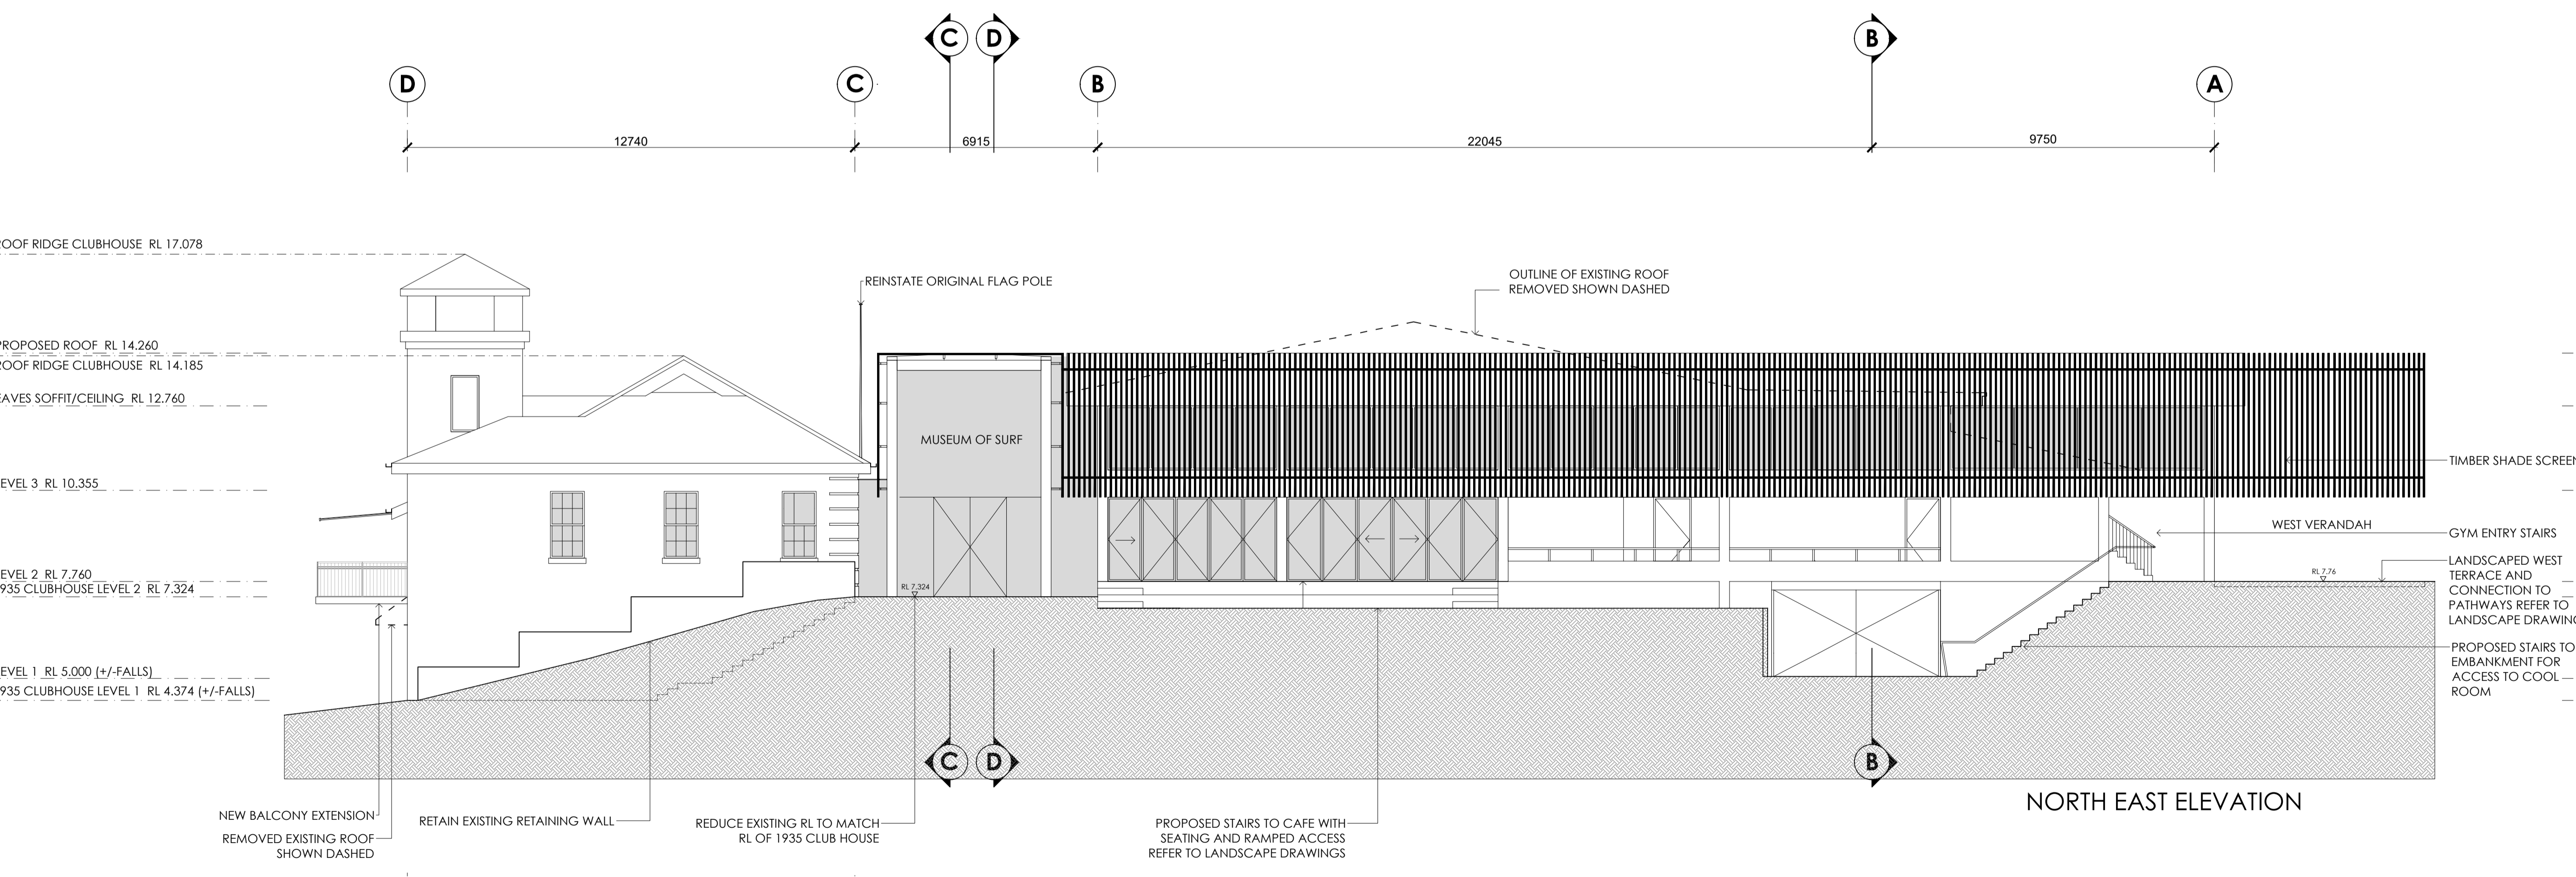 C D B
D C B A
12740 6915 22045 9750
OOF RIDGE CLUBHOUSE RL 17.078
REINSTATE ORIGINAL FLAG POLE
OUTLINE OF EXISTING ROOF
REMOVED SHOWN DASHED
PROPOSED ROOF RL 14.260
OOF RIDGE CLUBHOUSE RL 14.185
EAVES SOFFIT/CEILING RL 12.760
MUSEUM OF SURF
TIMBER SHADE SCREEN
EVEL 3 RL 10.355
WEST VERANDAH
GYM ENTRY STAIRS
LANDSCAPED WEST
TERRACE AND
CONNECTION TO
PATHWAYS REFER TO
LANDSCAPE DRAWING
RL 7.76
EVEL 2 RL 7.760
935 CLUBHOUSE LEVEL 2 RL 7.324
RL 7.324
PROPOSED STAIRS TO
EMBANKMENT FOR
ACCESS TO COOL
ROOM
EVEL 1 RL 5.000 (+/-FALLS)
935 CLUBHOUSE LEVEL 1 RL 4.374 (+/-FALLS)
C D B
NORTH EAST ELEVATION
NEW BALCONY EXTENSION
REMOVED EXISTING ROOF
SHOWN DASHED
RETAIN EXISTING RETAINING WALL
REDUCE EXISTING RL TO MATCH
RL OF 1935 CLUB HOUSE
PROPOSED STAIRS TO CAFE WITH
SEATING AND RAMPED ACCESS
REFER TO LANDSCAPE DRAWINGS